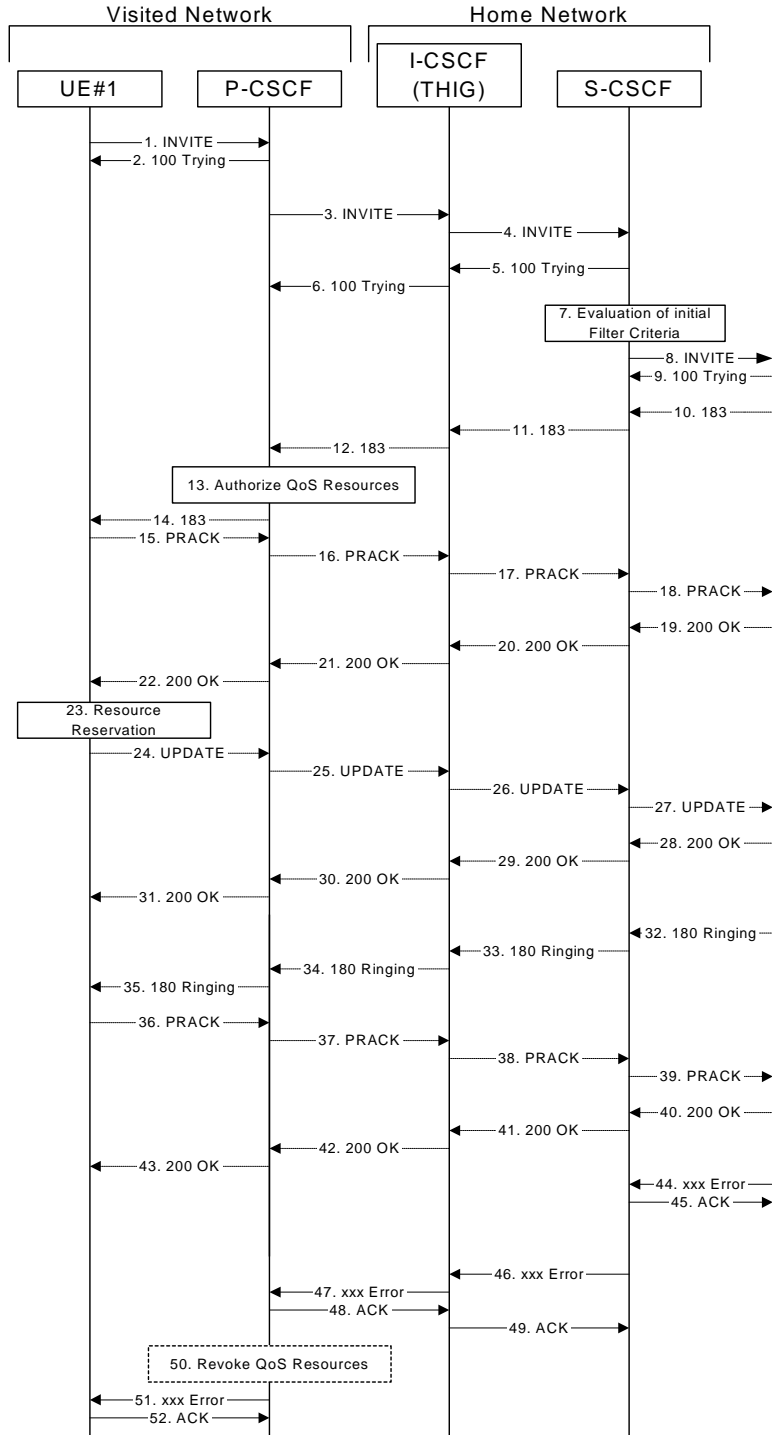 Visited Network
Home Network
UE#1
P-CSCF
I-CSCF
(THIG)
S-CSCF
1. INVITE
2. 100 Trying
3. INVITE
4. INVITE
5. 100 Trying
6. 100 Trying
7. Evaluation of initial
Filter Criteria
8. INVITE
9. 100 Trying
10. 183
11. 183
12. 183
13. Authorize QoS Resources
14. 183
15. PRACK
16. PRACK
17. PRACK
18. PRACK
19. 200 OK
20. 200 OK
21. 200 OK
22. 200 OK
23. Resource
Reservation
24. UPDATE
25. UPDATE
26. UPDATE
27. UPDATE
28. 200 OK
29. 200 OK
30. 200 OK
31. 200 OK
32. 180 Ringing
33. 180 Ringing
34. 180 Ringing
35. 180 Ringing
36. PRACK
37. PRACK
38. PRACK
39. PRACK
40. 200 OK
41. 200 OK
42. 200 OK
43. 200 OK
44. xxx Error
45. ACK
46. xxx Error
47. xxx Error
48. ACK
49. ACK
50. Revoke QoS Resources
51. xxx Error
52. ACK